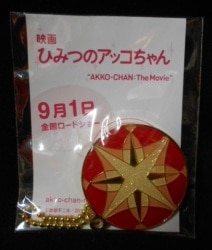 映画
ひみつのアッコちゃん
"AKKO-CHAN:The Movie"
9月1日
全国ロードショー
akko-chan-